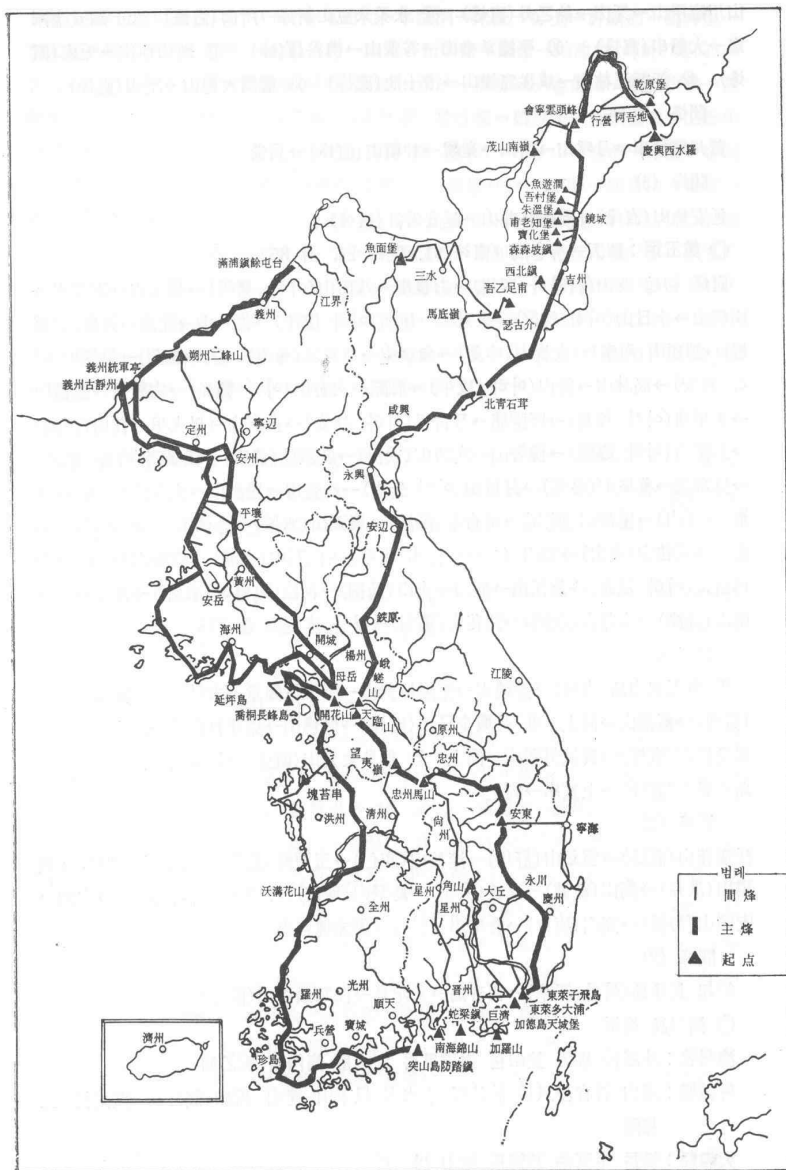 乾原堡
會寧雲頭峰
行營
阿吾地
慶興西水羅
茂山南嶺
魚遊澗
吾村堡
朱溫堡
甫老知堡
寶化堡
森森坡鎮
鏡城
滿浦鎮餘屯台
魚面堡
三水
西北鎮
吉州
江界
義州
若乙足甫
馬底嶺
瑟古介
朔州二峰山
義州統軍亭
義州古靜州
北靑石茸
咸興
定州
寧辺
安州
永興
平壤
安辺
黃州
安岳
鉄原
海州
開城
楊州
峨嵯山
母岳
江陵
延坪島
喬桐長峰島
開花山
天臨山
原州
望夷嶺
忠州
忠州馬山
塊苔串
洪州
淸州
尙州
安東
寧海
범례
間烽
主烽
起点
沃溝花山
全州
星州
角山
星州
大丘
永川
慶州
光州
羅州
晋州
東萊子飛島
順天
蛇粱鎭
巨濟
東萊多大浦
加德島天城堡
兵營
寶城
濟州
珍島
南海錦山
加羅山
突山島防踏鎭